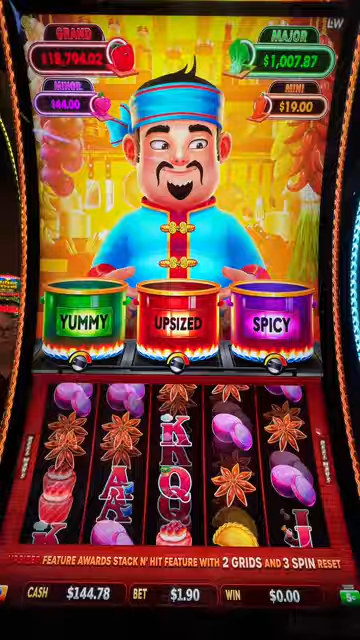 L&W
GRAND
$18,794.02
MAJOR
$1,007.87
MINOR
$44.00
MINI
$19.00
YUMMY
UPSIZED
SPICY
K
Q
A
K
J
UPSIZED FEATURE AWARDS STACK N' HIT FEATURE WITH 2 GRIDS AND 3 SPIN RESET
CASH $144.78 BET $1.90 WIN $0.00
5¢